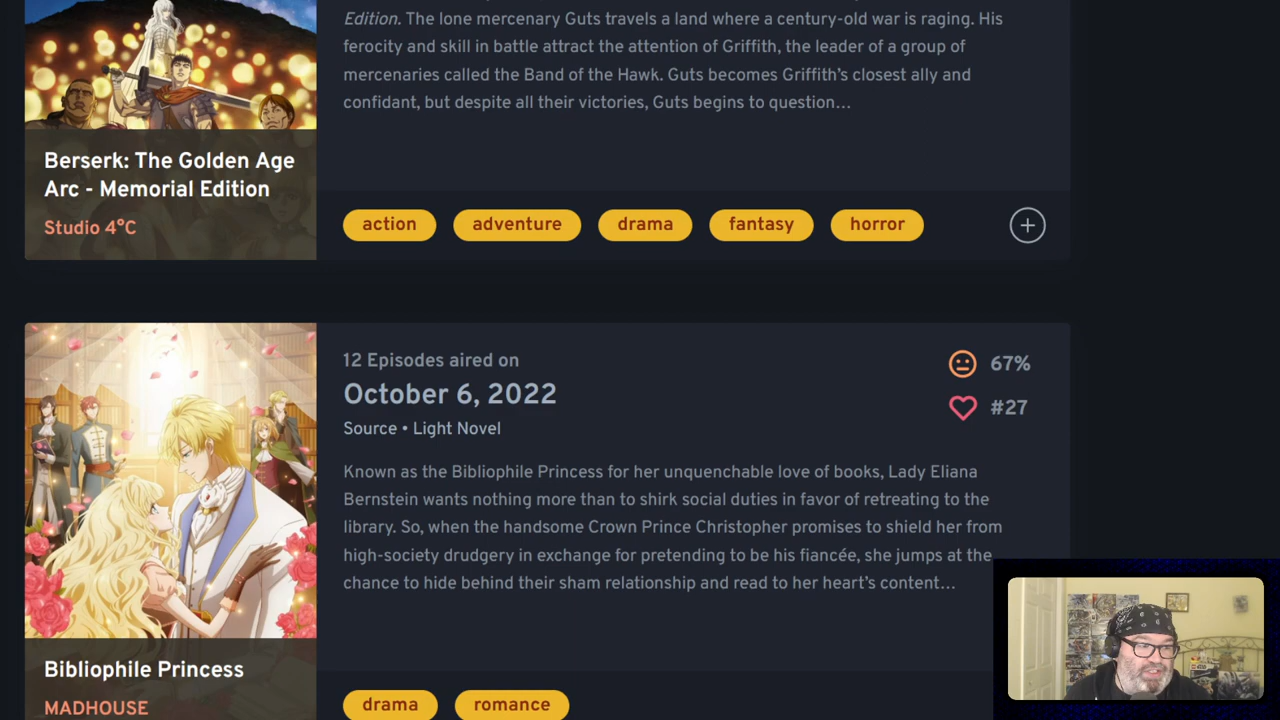 Edition. The lone mercenary Guts travels a land where a century-old war is raging. His
ferocity and skill in battle attract the attention of Griffith, the leader of a group of
mercenaries called the Band of the Hawk. Guts becomes Griffith's closest ally and
confidant, but despite all their victories, Guts begins to question…
Berserk: The Golden Age
Arc - Memorial Edition
Studio 4°C
action adventure drama fantasy horror
12 Episodes aired on
October 6, 2022
Source • Light Novel
67%
#27
Known as the Bibliophile Princess for her unquenchable love of books, Lady Eliana
Bernstein wants nothing more than to shirk social duties in favor of retreating to the
library. So, when the handsome Crown Prince Christopher promises to shield her from
high-society drudgery in exchange for pretending to be his fiancée, she jumps at the
chance to hide behind their sham relationship and read to her heart's content…
Bibliophile Princess
MADHOUSE
drama romance